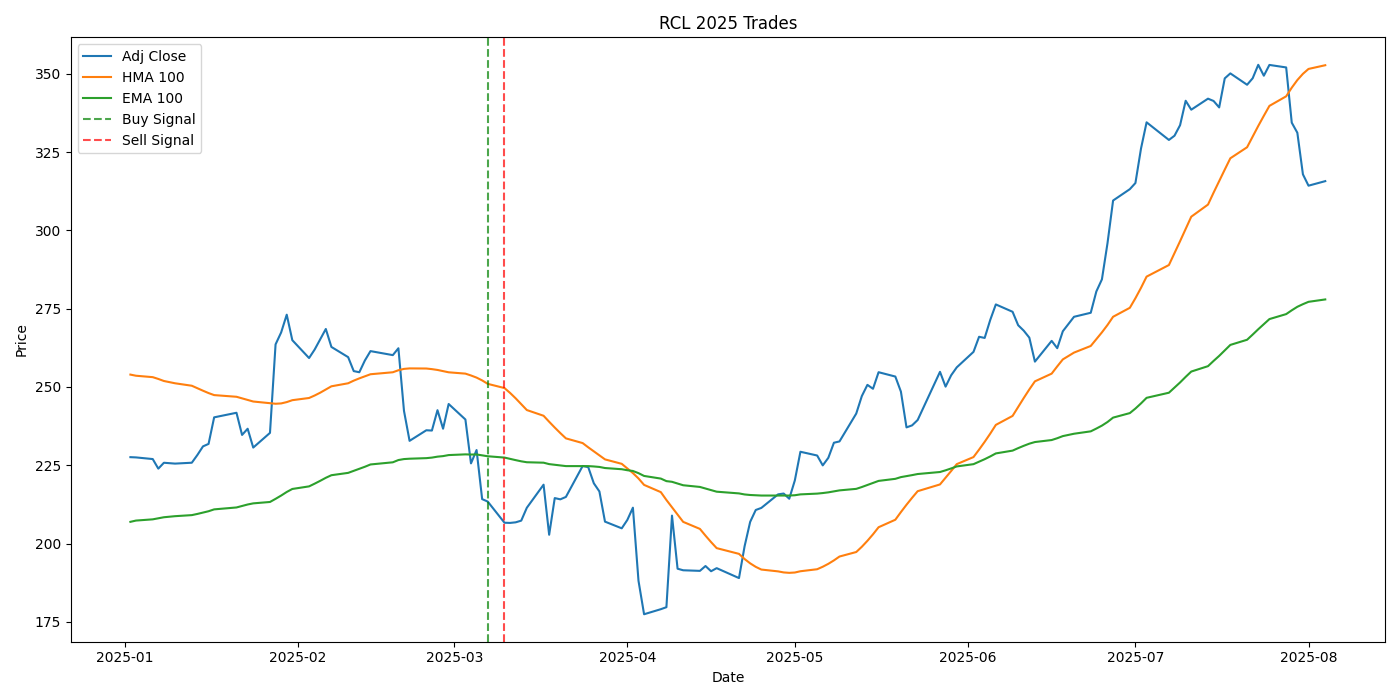 RCL 2025 Trades
Adj Close
HMA 100
EMA 100
Buy Signal
Sell Signal
Price
350
325
300
275
250
225
200
175
2025-01 2025-02 2025-03 2025-04 2025-05 2025-06 2025-07 2025-08
Date